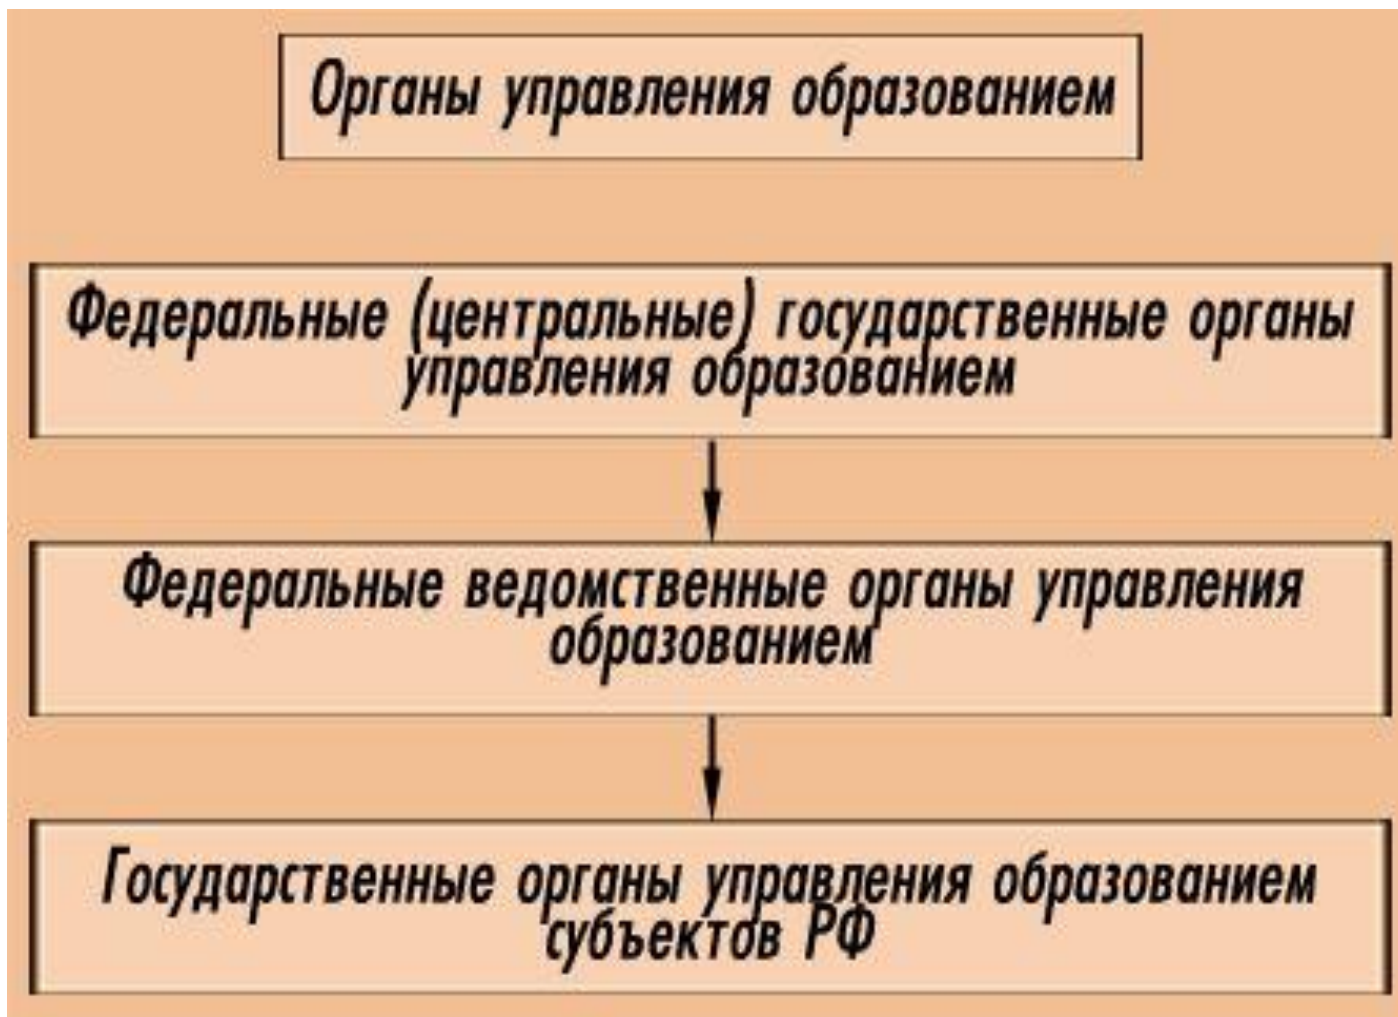 Органы управления образованием
Федеральные (центральные) государственные органы
управления образованием
Федеральные ведомственные органы управления
образованием
Государственные органы управления образованием
субъектов РФ